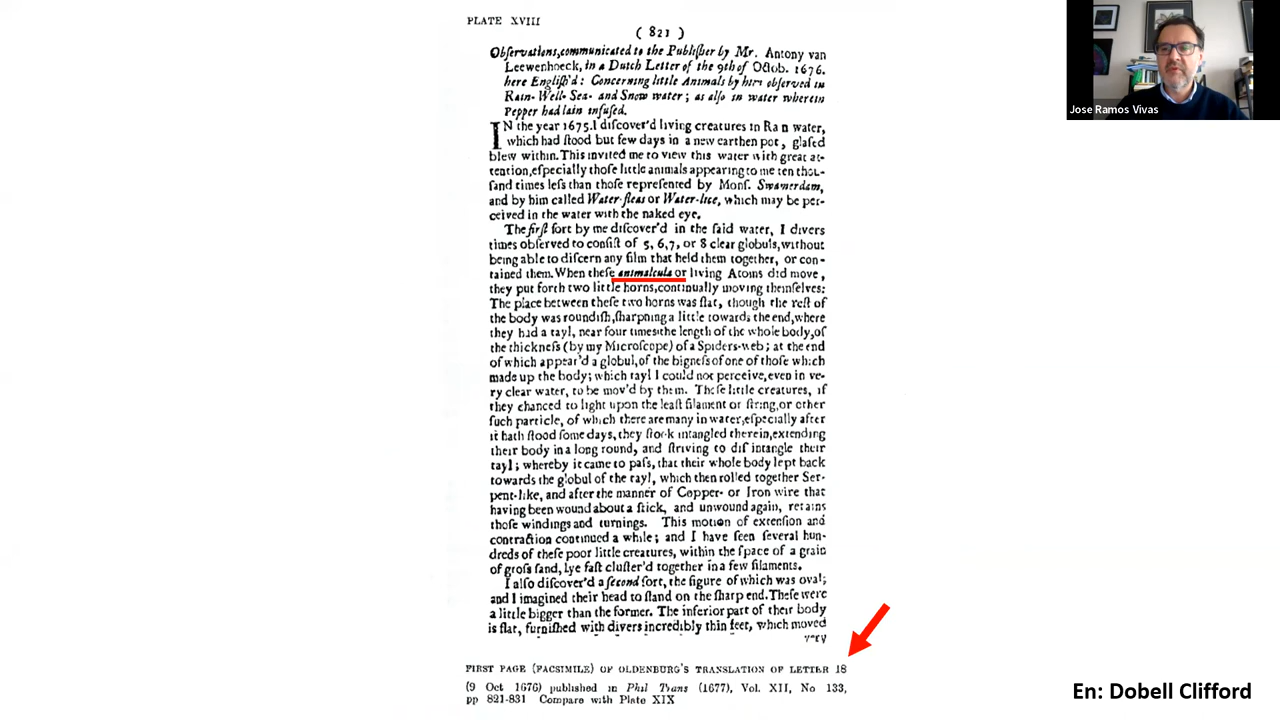 PLATE XVIII
( 821 )
Obſervations, communicated to the Publiſher by Mr. Antony van
Leewenhoeck, in a Dutch Letter of the 9th of Octob. 1676.
here Engliſh'd: Concerning little Animals by him obſerved in
Rain- Well- Sea- and Snow water; as alſo in water wherein
Pepper had lain infuſed.
IN the year 1675. I diſcover'd living creatures in Rain water,
which had ſtood but few days in a new earthen pot, glaſed
blew within. This invited me to view this water with great at-
tention, eſpecially thoſe little animals appearing to me ten thou-
ſand times leſs than thoſe repreſented by Monſ. Swamerdam,
and by him called Water-fleas or Water-lice, which may be per-
ceived in the water with the naked eye.
The firſt ſort by me diſcover'd in the ſaid water, I divers
times obſerved to conſiſt of 5, 6, 7, or 8 clear globuls, without
being able to diſcern any film that held them together, or con-
tained them. When theſe animalcula or living Atoms did move,
they put forth two little horns, continually moving themſelves:
The place between theſe two horns was flat, though the reſt of
the body was roundiſh, ſharpning a little towards the end, where
they had a tayl, near four times the length of the whole body, of
the thickneſs (by my Microſcope) of a Spiders-web; at the end
of which appear'd a globul, of the bigneſs of one of thoſe which
made up the body; which tayl I could not perceive, even in ve-
ry clear water, to be mov'd by them. Theſe little creatures, if
they chanced to light upon the leaſt filament or ſtring, or other
ſuch particle, of which there are many in water, eſpecially after
it hath ſtood ſome days, they ſtook intangled therein, extending
their body in a long round, and ſtriving to diſintangle their
tayl; whereby it came to paſs, that their whole body lept back
towards the globul of the tayl, which then rolled together Ser-
pent-like, and after the manner of Copper- or Iron wire that
having been wound about a ſtick, and unwound again, retains
thoſe windings and turnings. This motion of extenſion and
contraction continued a while; and I have ſeen ſeveral hun-
dreds of theſe poor little creatures, within the ſpace of a grain
of groſs ſand, lye faſt cluſter'd together in a few filaments.
I alſo diſcover'd a ſecond ſort, the figure of which was oval;
and I imagined their head to ſtand on the ſharp end. Theſe were
a little bigger than the former. The inferior part of their body
is flat, furniſhed with divers incredibly thin feet, which moved
very
FIRST PAGE (FACSIMILE) OF OLDENBURG'S TRANSLATION OF LETTER 18
(9 Oct 1676) published in Phil Trans (1677), Vol. XII, No 133,
pp 821-831 Compare with Plate XIX
Jose Ramos Vivas
En: Dobell Clifford